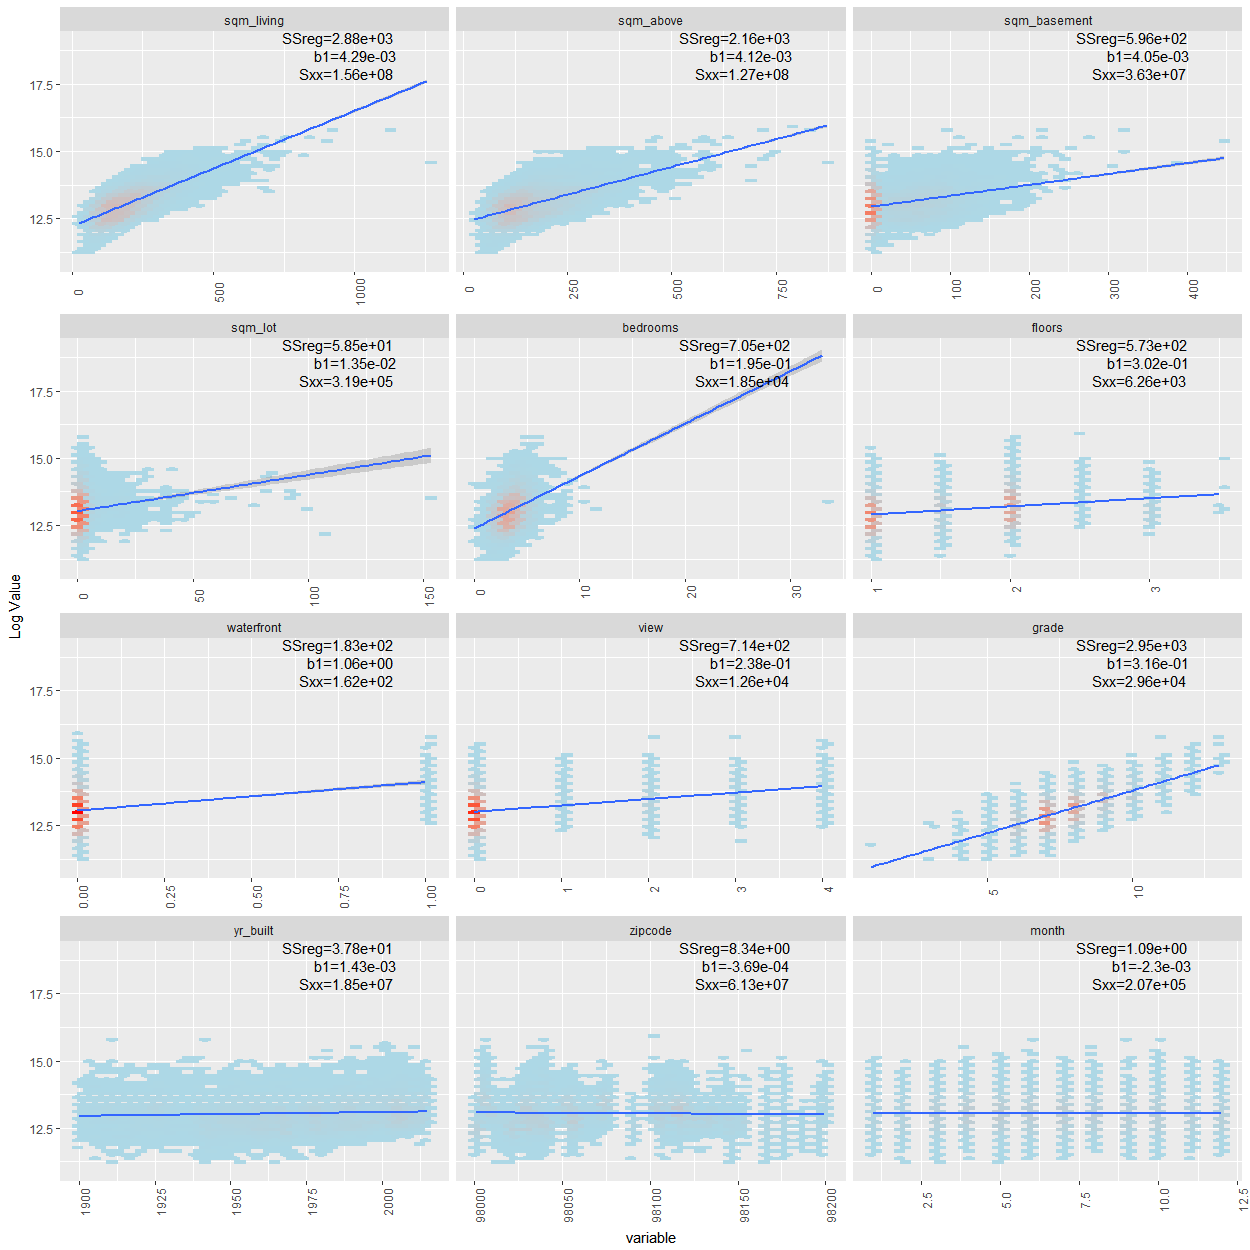 sqm_living
sqm_above
sqm_basement
SSreg=2.88e+03
b1=4.29e-03
Sxx=1.56e+08
SSreg=2.16e+03
b1=4.12e-03
Sxx=1.27e+08
SSreg=5.96e+02
b1=4.05e-03
Sxx=3.63e+07
17.5
15.0
12.5
0
500
1000
0
250
500
750
0
100
200
300
400
sqm_lot
bedrooms
floors
SSreg=5.85e+01
b1=1.35e-02
Sxx=3.19e+05
SSreg=7.05e+02
b1=1.95e-01
Sxx=1.85e+04
SSreg=5.73e+02
b1=3.02e-01
Sxx=6.26e+03
17.5
15.0
12.5
0
50
100
150
0
10
20
30
1
2
3
Log Value
waterfront
view
grade
SSreg=1.83e+02
b1=1.06e+00
Sxx=1.62e+02
SSreg=7.14e+02
b1=2.38e-01
Sxx=1.26e+04
SSreg=2.95e+03
b1=3.16e-01
Sxx=2.96e+04
17.5
15.0
12.5
0.00
0.25
0.50
0.75
1.00
0
1
2
3
4
5
10
yr_built
zipcode
month
SSreg=3.78e+01
b1=1.43e-03
Sxx=1.85e+07
SSreg=8.34e+00
b1=-3.69e-04
Sxx=6.13e+07
SSreg=1.09e+00
b1=-2.3e-03
Sxx=2.07e+05
17.5
15.0
12.5
1900
1925
1950
1975
2000
98000
98050
98100
98150
98200
2.5
5.0
7.5
10.0
12.5
variable